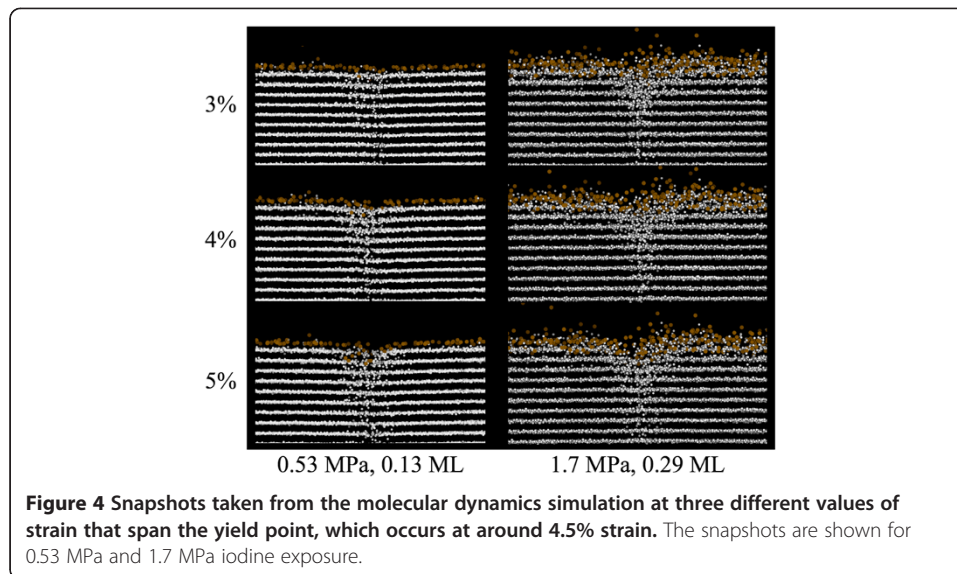 3%
4%
5%
0.53 MPa, 0.13 ML
1.7 MPa, 0.29 ML
Figure 4 Snapshots taken from the molecular dynamics simulation at three different values of
strain that span the yield point, which occurs at around 4.5% strain. The snapshots are shown for
0.53 MPa and 1.7 MPa iodine exposure.